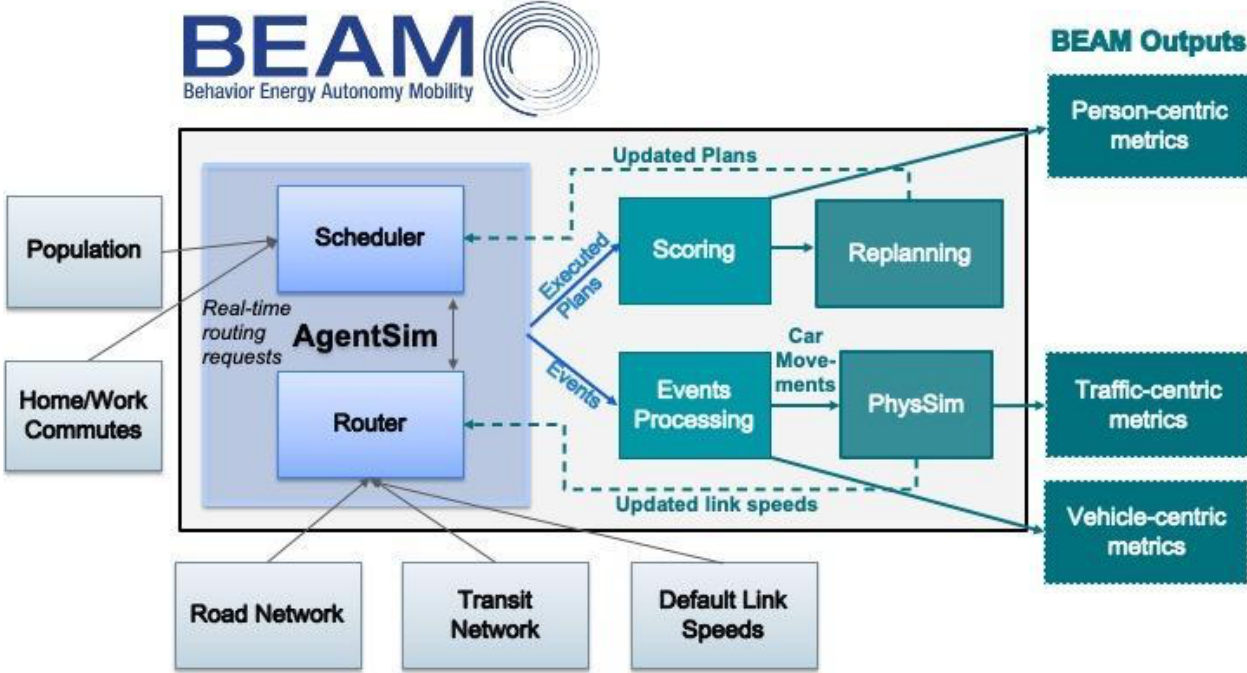 BEAM
Behavior Energy Autonomy Mobility
BEAM Outputs
Person-centric
metrics
Updated Plans
Population
Scheduler
Scoring
Replanning
Executed
Plans
Real-time
routing
requests
AgentSim
Car
Move-
ments
Home/Work
Commutes
Router
Events
Events
Processing
PhysSim
Traffic-centric
metrics
Updated link speeds
Vehicle-centric
metrics
Road Network
Transit
Network
Default Link
Speeds